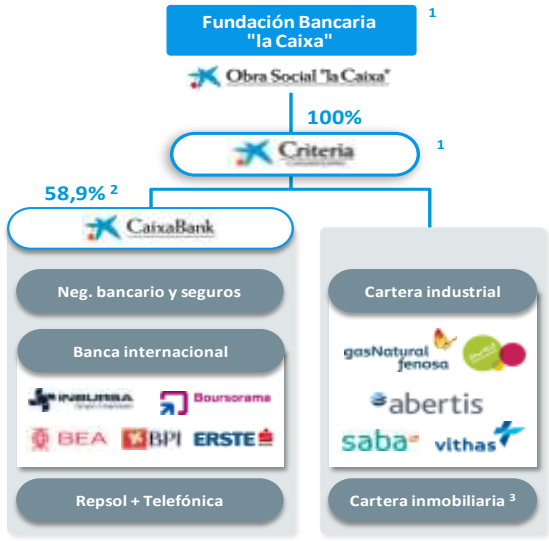 Fundación Bancaria
"la Caixa"
1
Obra Social "la Caixa"
100%
Criteria
1
58,9% 2
CaixaBank
Neg. bancario y seguros
Banca internacional
INBURSA
Boursorama
BEA
BPI
ERSTE
Repsol + Telefónica
Cartera industrial
gasNatural
fenosa
abertis
saba
vithas
Cartera inmobiliaria 3